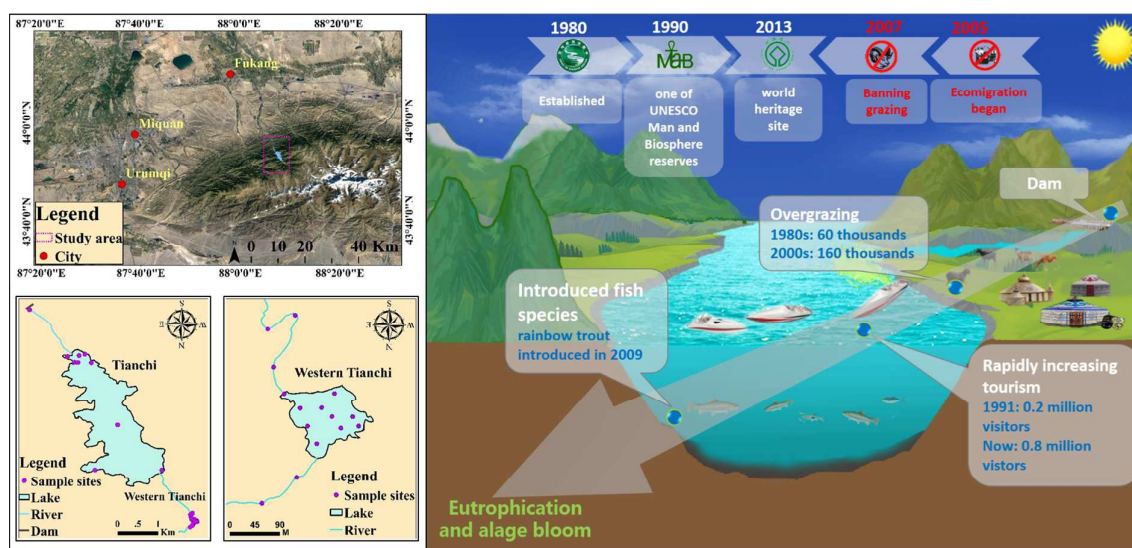 87°20'0"E 87°40'0"E 88°0'0"E 88°20'0"E
44°0'0"N
43°40'0"N
Fukang
Miquan
Urumqi
Legend
Study area
City
0 10 20 40 Km
44°0'0"N
43°40'0"N
87°20'0"E 87°40'0"E 88°0'0"E 88°20'0"E
S
E W
N
Tianchi
Legend
Sample sites
Lake
River
Dam
Western Tianchi
0 .5 1
Km
S
E W
N
Western Tianchi
Legend
Sample sites
Lake
River
0 45 90
M
1980
1990
2013
2007
2005
MaB
Established
one of
UNESCO
Man and
Biosphere
reserves
world
heritage
site
Banning
grazing
Ecomigration
began
Dam
Overgrazing
1980s: 60 thousands
2000s: 160 thousands
Introduced fish
species
rainbow trout
introduced in 2009
Rapidly increasing
tourism
1991: 0.2 million
visitors
Now: 0.8 million
vistors
Eutrophication
and alage bloom